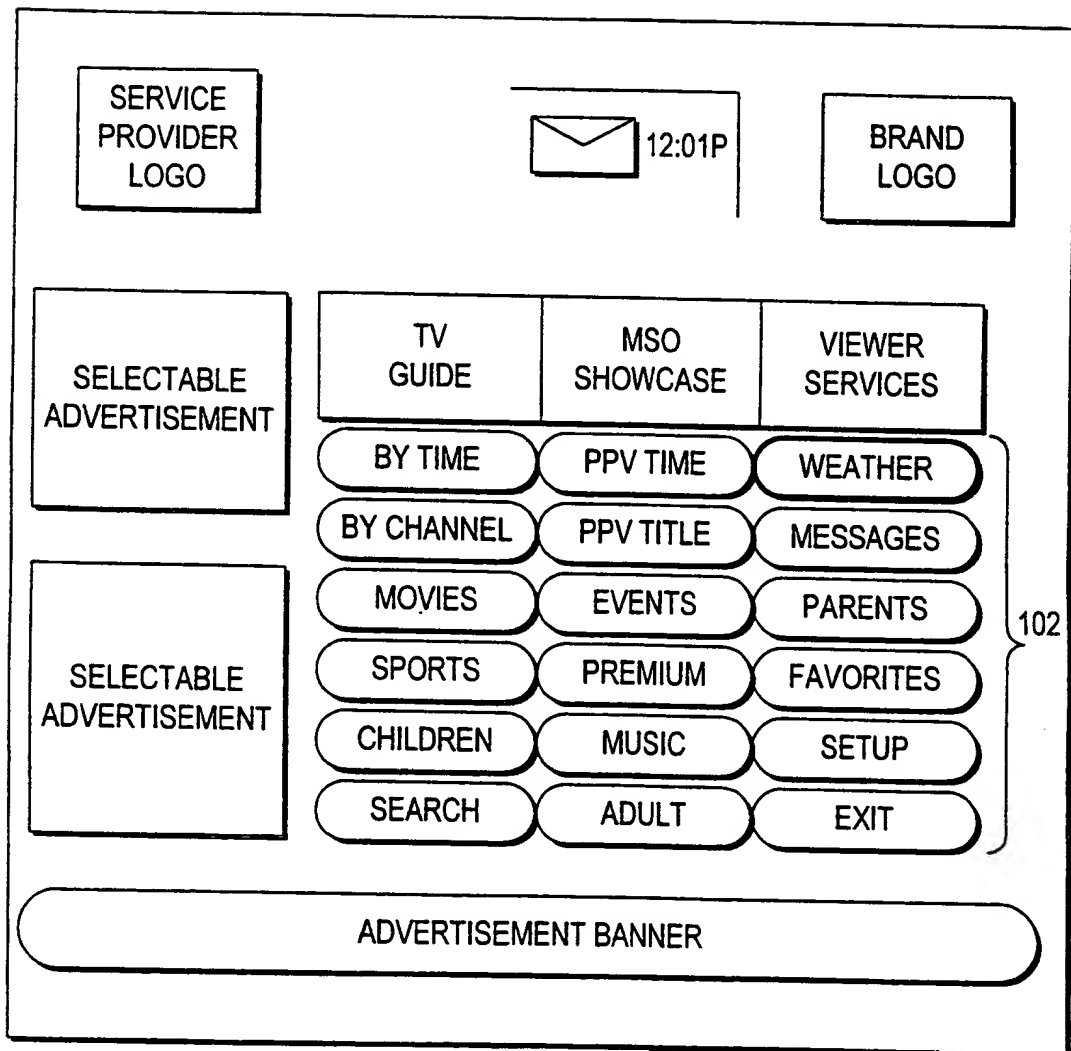 SERVICE
PROVIDER
LOGO
12:01P
BRAND
LOGO
SELECTABLE
ADVERTISEMENT
SELECTABLE
ADVERTISEMENT
TV
GUIDE
MSO
SHOWCASE
VIEWER
SERVICES
BY TIME PPV TIME WEATHER
BY CHANNEL PPV TITLE MESSAGES
MOVIES EVENTS PARENTS
SPORTS PREMIUM FAVORITES
CHILDREN MUSIC SETUP
SEARCH ADULT EXIT
102
ADVERTISEMENT BANNER